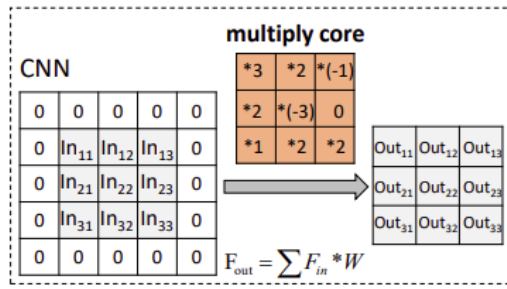 multiply core
CNN
*3 *2 *(-1)
*2 *(-3) 0
*1 *2 *2
0 0 0 0 0
0 In₁₁ In₁₂ In₁₃ 0
0 In₂₁ In₂₂ In₂₃ 0
0 In₃₁ In₃₂ In₃₃ 0
0 0 0 0 0
Out₁₁ Out₁₂ Out₁₃
Out₂₁ Out₂₂ Out₂₃
Out₃₁ Out₃₂ Out₃₃
F_out = ∑ F_in * W